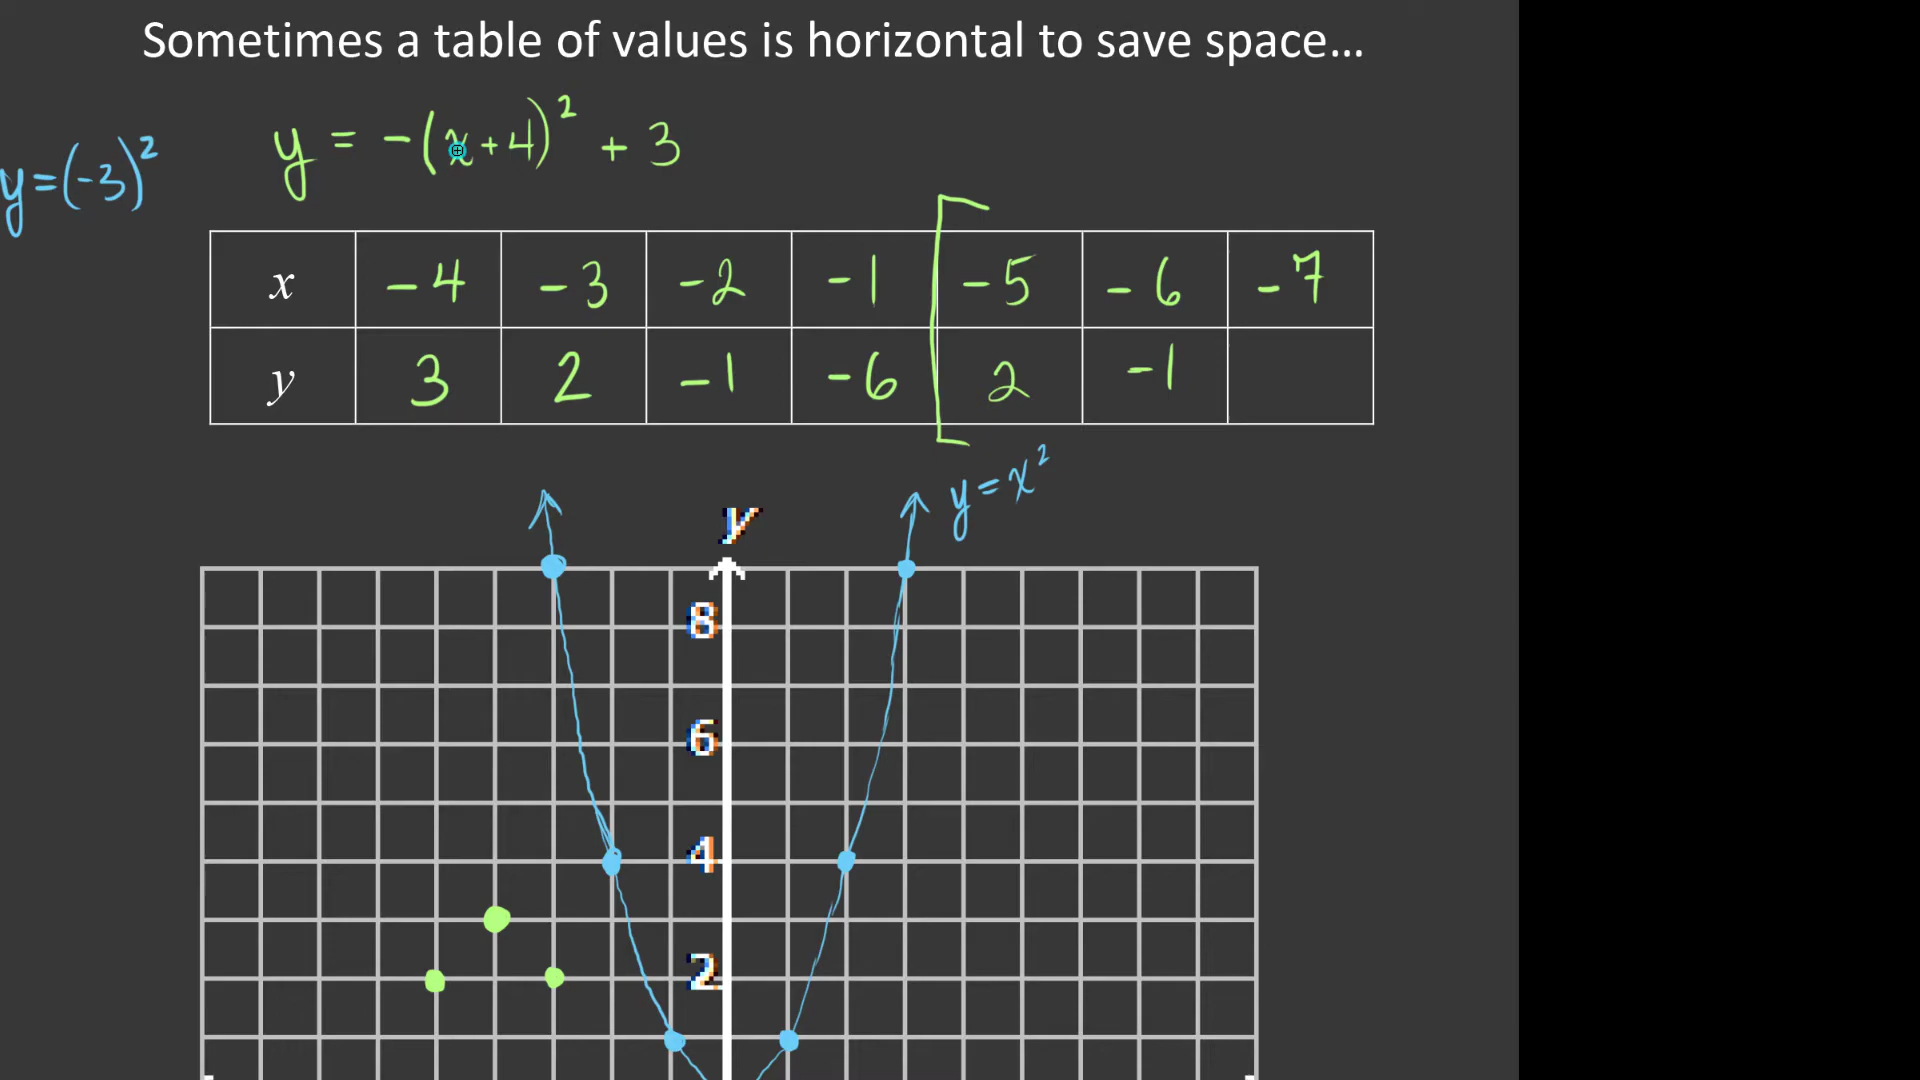 Sometimes a table of values is horizontal to save space...
y = -(x+4)² + 3
y=(-3)²
x -4 -3 -2 -1 -5 -6 -7
y 3 2 -1 -6 2 -1
y=x²
y
8
6
4
2